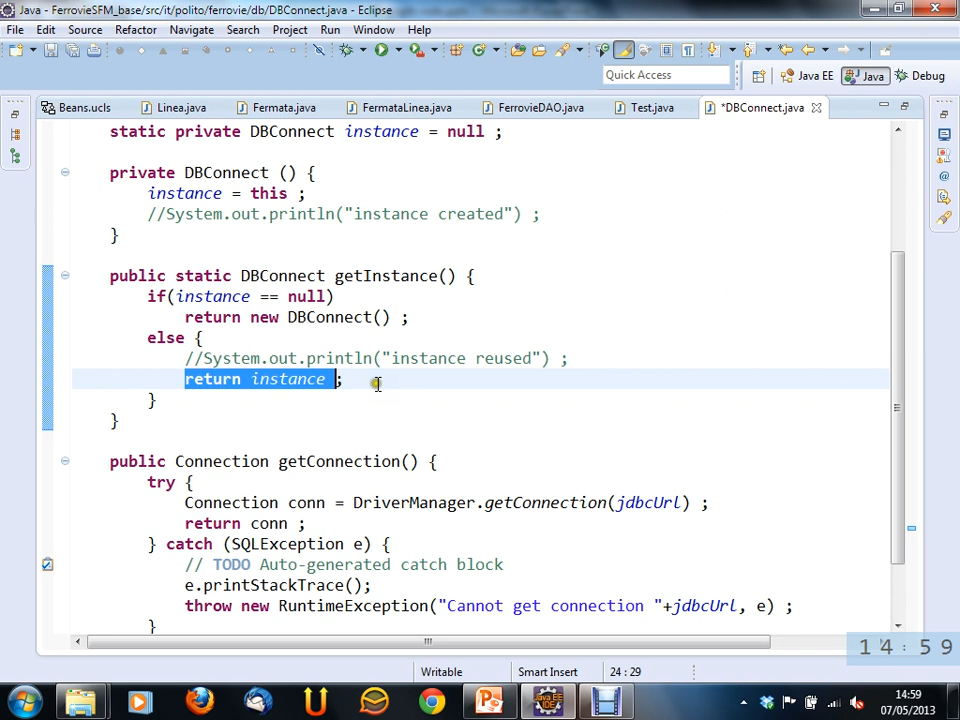 Java - FerrovieSFM_base/src/it/polito/ferrovie/db/DBConnect.java - Eclipse
File Edit Source Refactor Navigate Search Project Run Window Help
Quick Access
Java EE Java Debug
Beans.ucls Linea.java Fermata.java FermataLinea.java FerrovieDAO.java Test.java *DBConnect.java
static private DBConnect instance = null ;
private DBConnect () {
instance = this ;
//System.out.println("instance created") ;
}
public static DBConnect getInstance() {
if(instance == null)
return new DBConnect() ;
else {
//System.out.println("instance reused") ;
return instance ;
}
}
public Connection getConnection() {
try {
Connection conn = DriverManager.getConnection(jdbcUrl) ;
return conn ;
} catch (SQLException e) {
// TODO Auto-generated catch block
e.printStackTrace();
throw new RuntimeException("Cannot get connection "+jdbcUrl, e) ;
}
14:59
Writable Smart Insert 24 : 29
14:59
07/05/2013